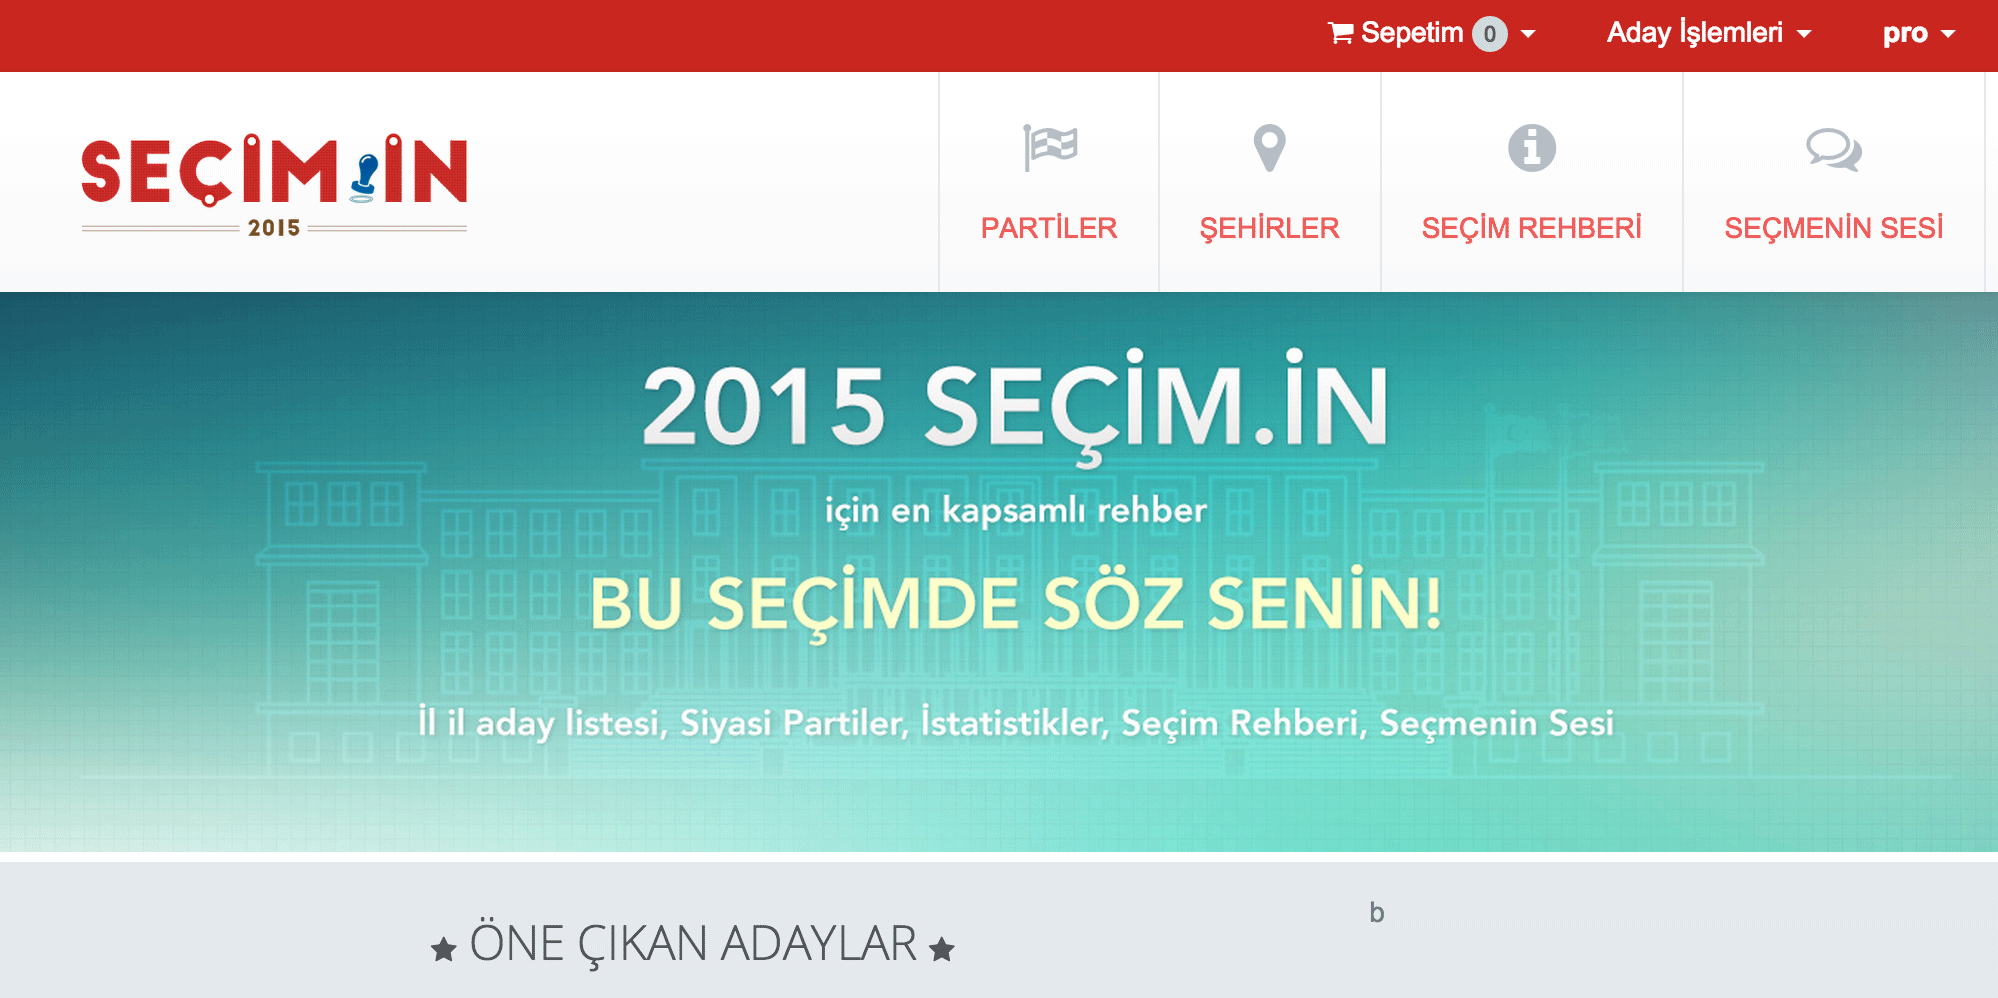 Sepetim 0 Aday İşlemleri pro
SEÇİM.İN
2015
PARTİLER ŞEHİRLER SEÇİM REHBERİ SEÇMENİN SESİ
2015 SEÇİM.İN
için en kapsamlı rehber
BU SEÇİMDE SÖZ SENİN!
İl il aday listesi, Siyasi Partiler, İstatistikler, Seçim Rehberi, Seçmenin Sesi
b
ÖNE ÇIKAN ADAYLAR